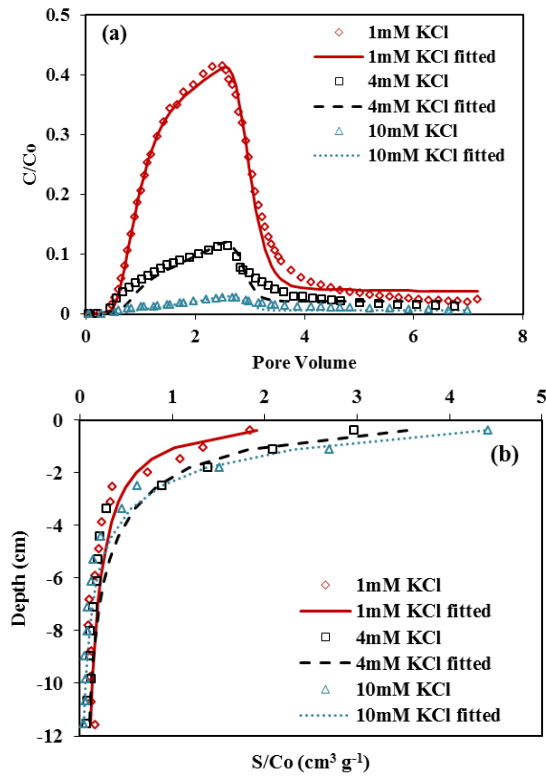 (a)
0.5
0.4
0.3
0.2
0.1
0
C/Co
1mM KCl
1mM KCl fitted
4mM KCl
4mM KCl fitted
10mM KCl
10mM KCl fitted
0 2 4 6 8
Pore Volume
0 1 2 3 4 5
(b)
0
-2
-4
-6
-8
-10
-12
Depth (cm)
1mM KCl
1mM KCl fitted
4mM KCl
4mM KCl fitted
10mM KCl
10mM KCl fitted
S/Co (cm³ g⁻¹)